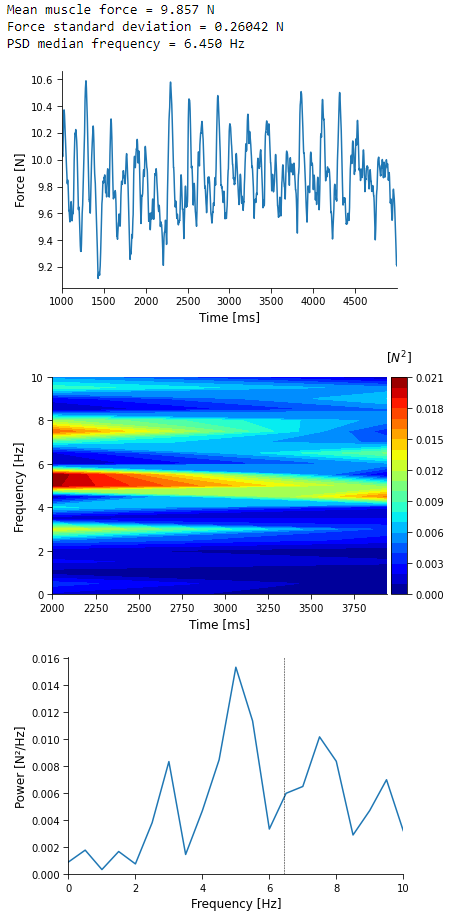 Mean muscle force = 9.857 N
Force standard deviation = 0.26042 N
PSD median frequency = 6.450 Hz
10.6
10.4
10.2
10.0
9.8
9.6
9.4
9.2
Force [N]
1000 1500 2000 2500 3000 3500 4000 4500
Time [ms]
[N²]
10
8
6
4
2
0
Frequency [Hz]
0.021
0.018
0.015
0.012
0.009
0.006
0.003
0.000
2000 2250 2500 2750 3000 3250 3500 3750
Time [ms]
0.016
0.014
0.012
0.010
0.008
0.006
0.004
0.002
0.000
Power [N²/Hz]
0 2 4 6 8 10
Frequency [Hz]